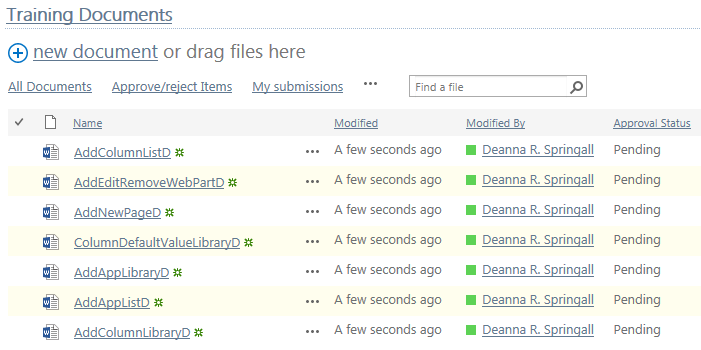 Training Documents
new document or drag files here
All Documents Approve/reject Items My submissions ••• Find a file
Name Modified Modified By Approval Status
AddColumnListD ••• A few seconds ago Deanna R. Springall Pending
AddEditRemoveWebPartD ••• A few seconds ago Deanna R. Springall Pending
AddNewPageD ••• A few seconds ago Deanna R. Springall Pending
ColumnDefaultValueLibraryD ••• A few seconds ago Deanna R. Springall Pending
AddAppLibraryD ••• A few seconds ago Deanna R. Springall Pending
AddAppListD ••• A few seconds ago Deanna R. Springall Pending
AddColumnLibraryD ••• A few seconds ago Deanna R. Springall Pending